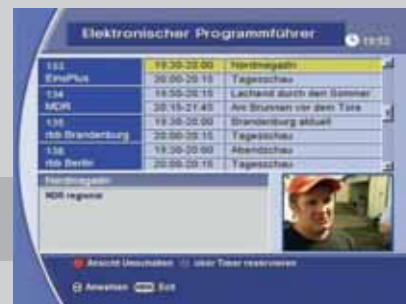 Elektronischer Programmführer 19:52
133 19:30-20:00 Nordmagazin
EinsPlus 20:00-20:15 Tagesschau
134 19:50-20:15 Lachend durch den Sommer
MDR 20:15-21:45 Am Brunnen vor dem Tore
135 19:30-20:00 Brandenburg aktuell
rbb Brandenburg 20:00-20:15 Tagesschau
136 19:30-20:00 Abendschau
rbb Berlin 20:00-20:15 Tagesschau
Nordmagazin
NDR regional
Ansicht Umschalten über Timer reservieren
Anwählen Exit